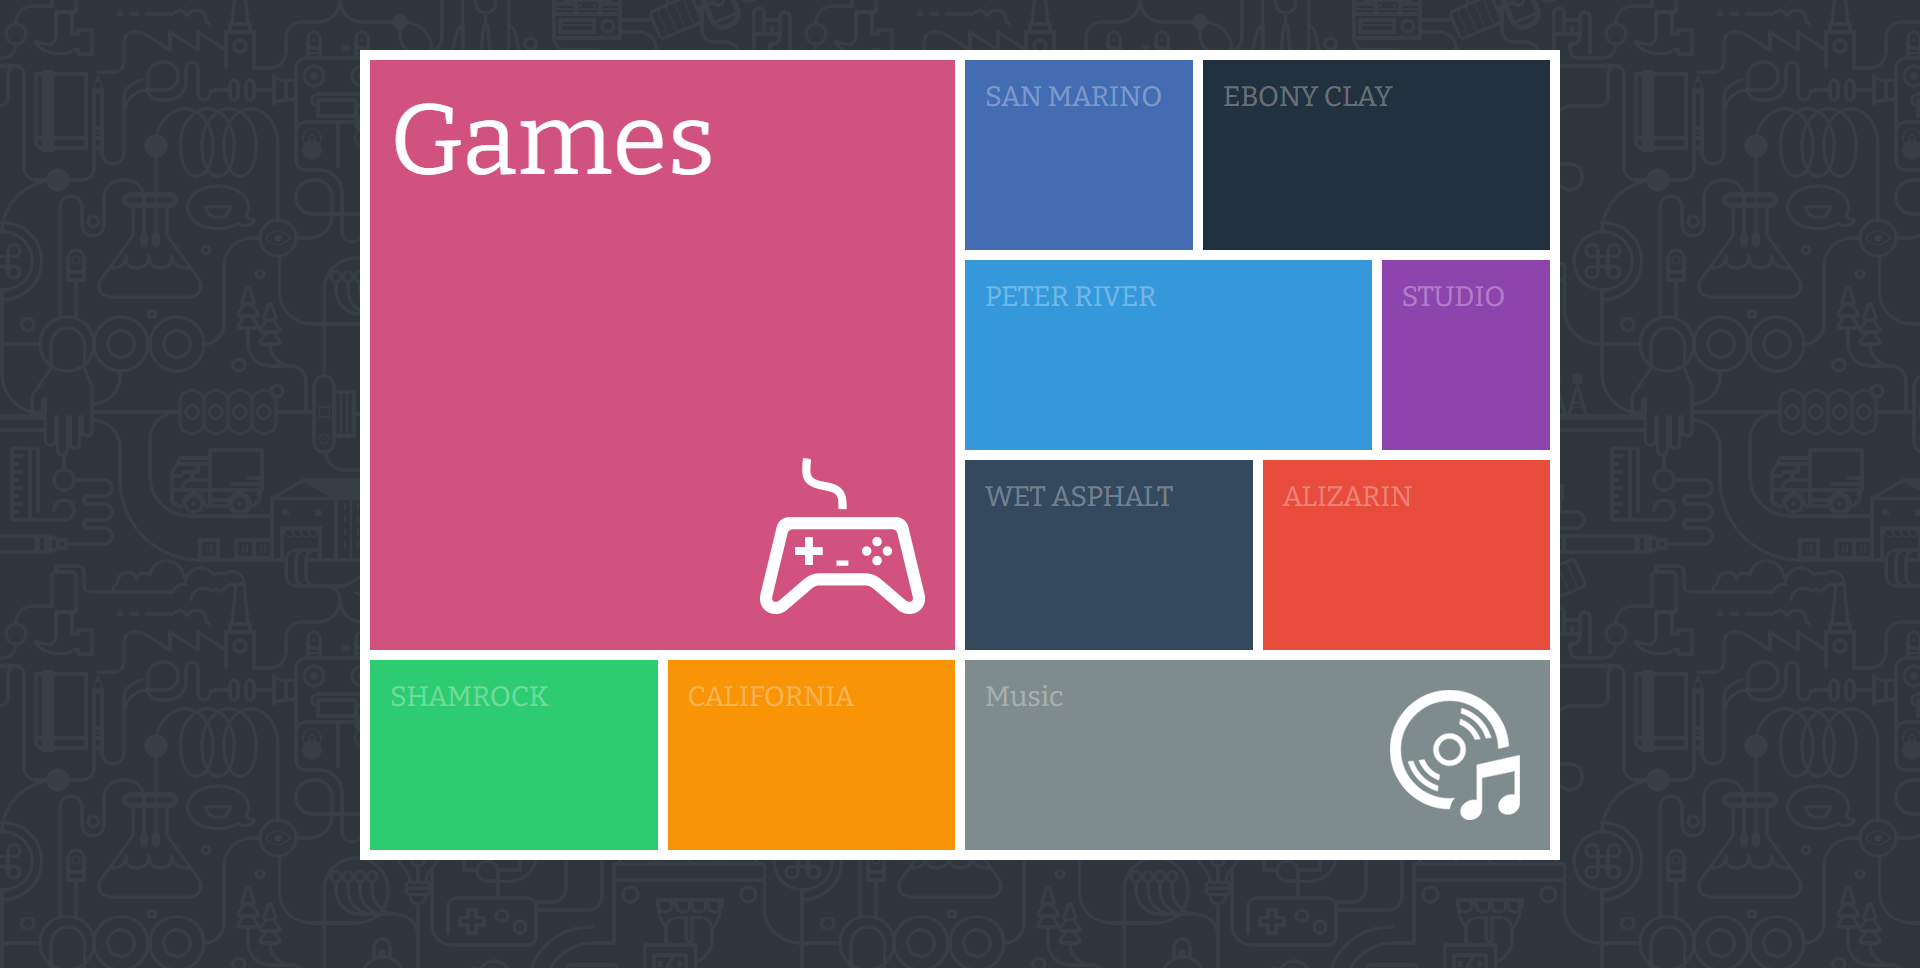 Games
SAN MARINO
EBONY CLAY
PETER RIVER
STUDIO
WET ASPHALT
ALIZARIN
SHAMROCK
CALIFORNIA
Music